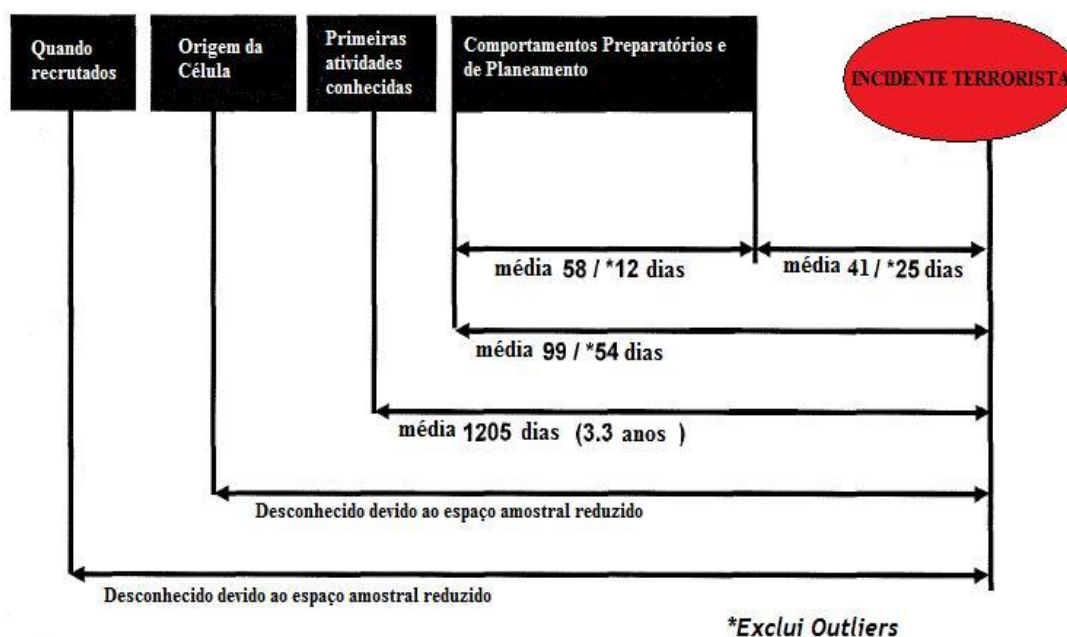 Quando
recrutados
Origem da
Célula
Primeiras
atividades
conhecidas
Comportamentos Preparatórios e
de Planeamento
INCIDENTE TERRORISTA
média 58 / *12 dias
média 41 / *25 dias
média 99 / *54 dias
média 1205 dias (3.3 anos )
Desconhecido devido ao espaço amostral reduzido
Desconhecido devido ao espaço amostral reduzido
*Exclui Outliers